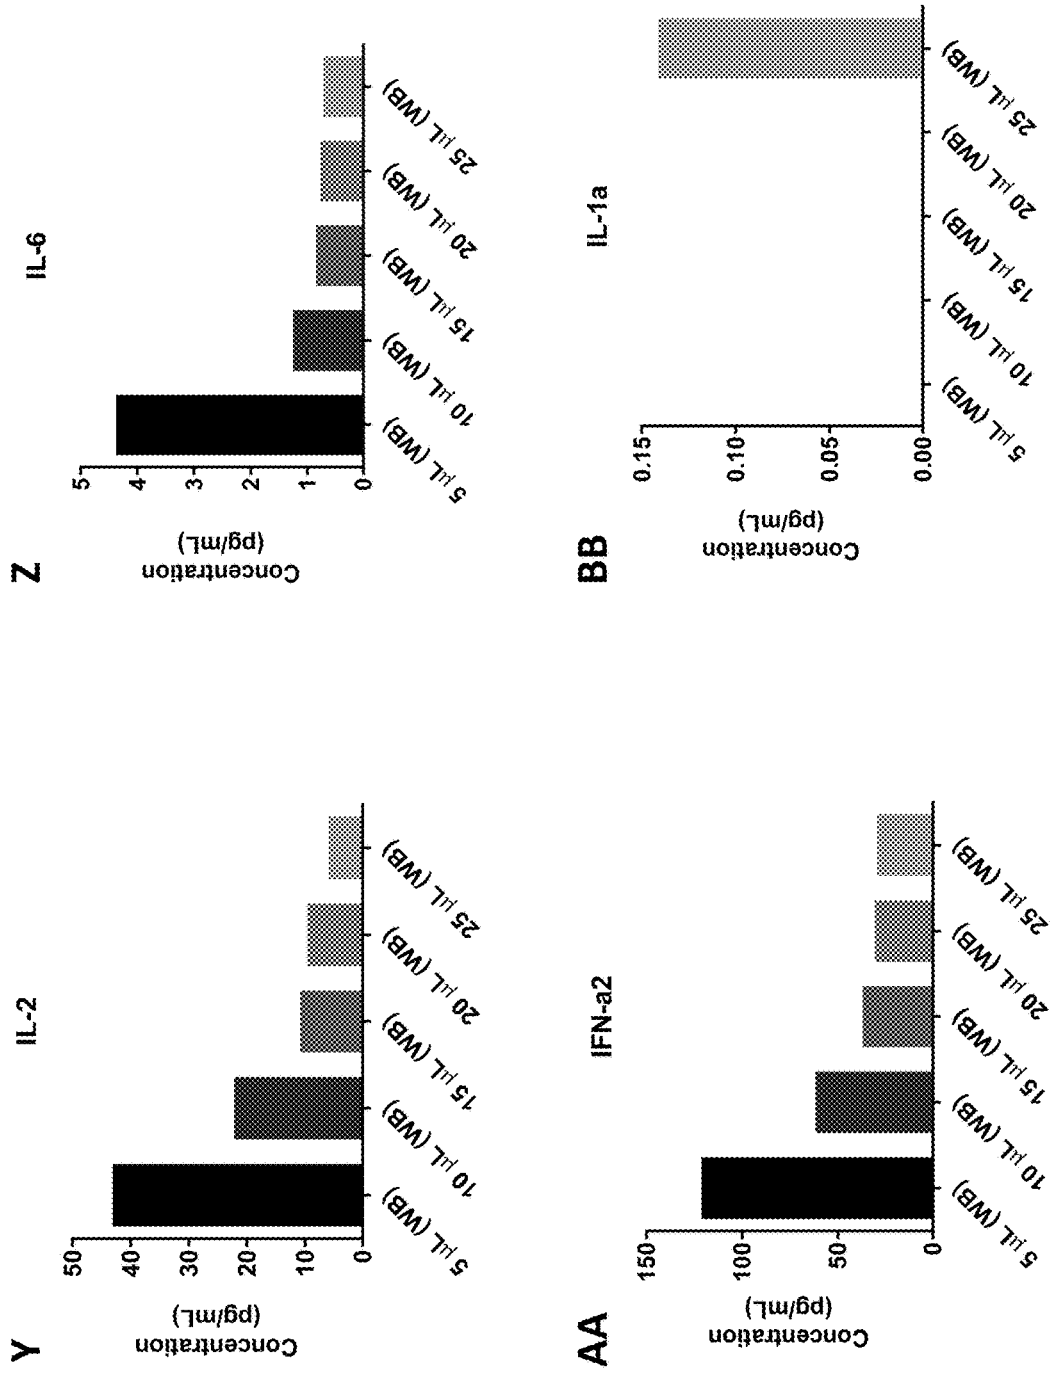 Y
IL-2
Concentration
(pg/mL)
50
40
30
20
10
0
5 µL (WB)
10 µL (WB)
15 µL (WB)
20 µL (WB)
25 µL (WB)
Z
IL-6
Concentration
(pg/mL)
5
4
3
2
1
0
5 µL (WB)
10 µL (WB)
15 µL (WB)
20 µL (WB)
25 µL (WB)
AA
IFN-a2
Concentration
(pg/mL)
150
100
50
0
5 µL (WB)
10 µL (WB)
15 µL (WB)
20 µL (WB)
25 µL (WB)
BB
IL-1a
Concentration
(pg/mL)
0.15
0.10
0.05
0.00
5 µL (WB)
10 µL (WB)
15 µL (WB)
20 µL (WB)
25 µL (WB)